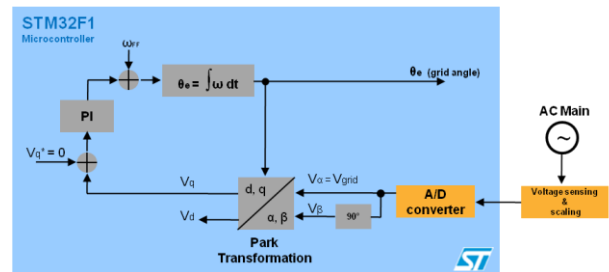 STM32F1
Microcontroller
ωFF
θe = ∫ω dt
θe (grid angle)
PI
AC Main
Vq* = 0
Vq
d, q
Vα = Vgrid
A/D
converter
Voltage sensing
&
scaling
Vd
α, β
Vβ
90°
Park
Transformation
ST